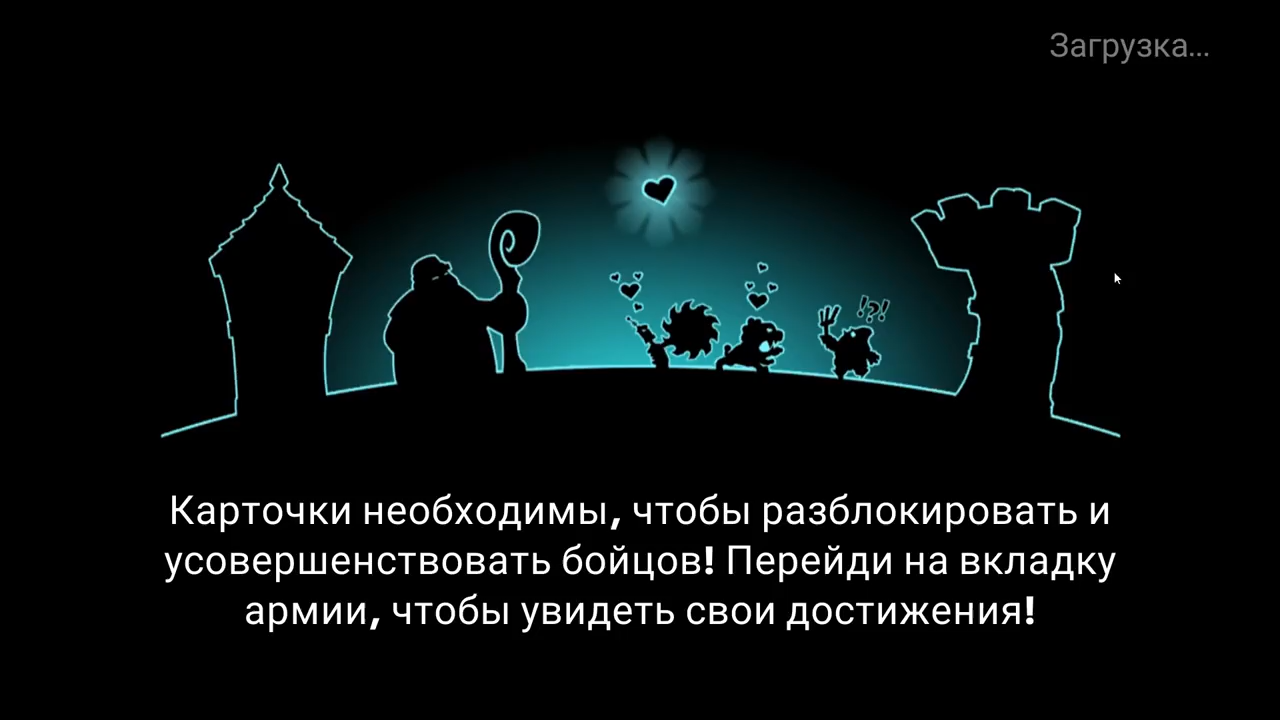 Загрузка...
!?!
Карточки необходимы, чтобы разблокировать и
усовершенствовать бойцов! Перейди на вкладку
армии, чтобы увидеть свои достижения!